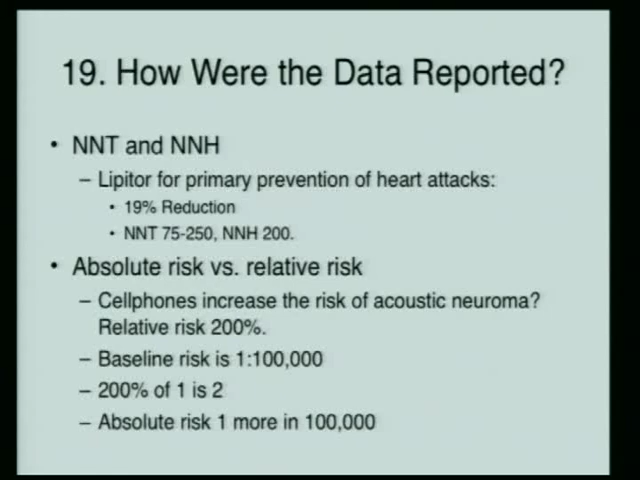 19. How Were the Data Reported?
• NNT and NNH
– Lipitor for primary prevention of heart attacks:
• 19% Reduction
• NNT 75-250, NNH 200.
• Absolute risk vs. relative risk
– Cellphones increase the risk of acoustic neuroma?
Relative risk 200%.
– Baseline risk is 1:100,000
– 200% of 1 is 2
– Absolute risk 1 more in 100,000